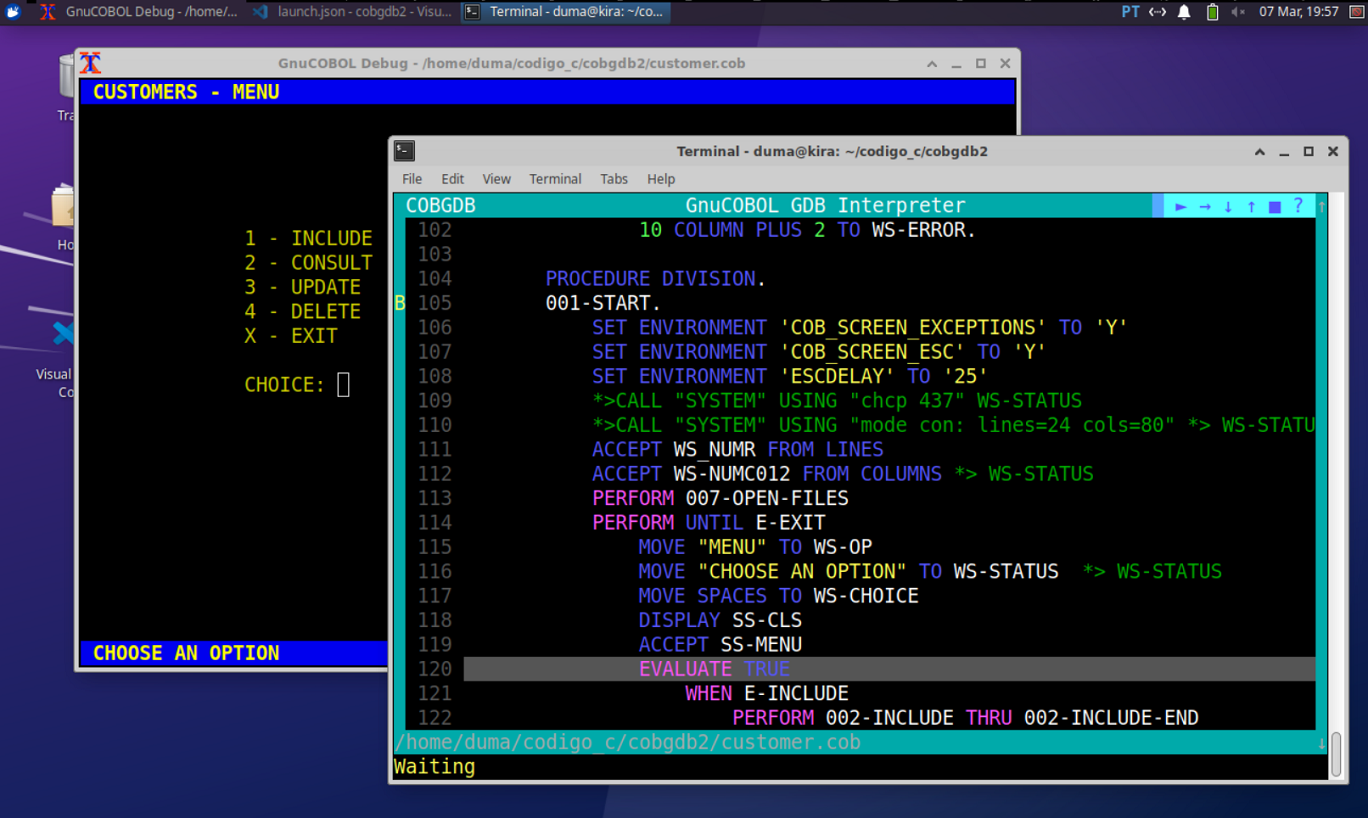 GnuCOBOL Debug - /home/...
launch.json - cobgdb2 - Visu...
Terminal - duma@kira: ~/co...
PT
07 Mar, 19:57
GnuCOBOL Debug - /home/duma/codigo_c/cobgdb2/customer.cob
CUSTOMERS - MENU
1 - INCLUDE
2 - CONSULT
3 - UPDATE
4 - DELETE
X - EXIT
CHOICE:
CHOOSE AN OPTION
Visual
Co
Ho
Terminal - duma@kira: ~/codigo_c/cobgdb2
File Edit View Terminal Tabs Help
COBGDB GnuCOBOL GDB Interpreter ► → ↓ ↑ ■ ? ↑
102 10 COLUMN PLUS 2 TO WS-ERROR.
103
104 PROCEDURE DIVISION.
B 105 001-START.
106 SET ENVIRONMENT 'COB_SCREEN_EXCEPTIONS' TO 'Y'
107 SET ENVIRONMENT 'COB_SCREEN_ESC' TO 'Y'
108 SET ENVIRONMENT 'ESCDELAY' TO '25'
109 *>CALL "SYSTEM" USING "chcp 437" WS-STATUS
110 *>CALL "SYSTEM" USING "mode con: lines=24 cols=80" *> WS-STATU
111 ACCEPT WS_NUMR FROM LINES
112 ACCEPT WS-NUMC012 FROM COLUMNS *> WS-STATUS
113 PERFORM 007-OPEN-FILES
114 PERFORM UNTIL E-EXIT
115 MOVE "MENU" TO WS-OP
116 MOVE "CHOOSE AN OPTION" TO WS-STATUS *> WS-STATUS
117 MOVE SPACES TO WS-CHOICE
118 DISPLAY SS-CLS
119 ACCEPT SS-MENU
120 EVALUATE TRUE
121 WHEN E-INCLUDE
122 PERFORM 002-INCLUDE THRU 002-INCLUDE-END
/home/duma/codigo_c/cobgdb2/customer.cob ↓
Waiting